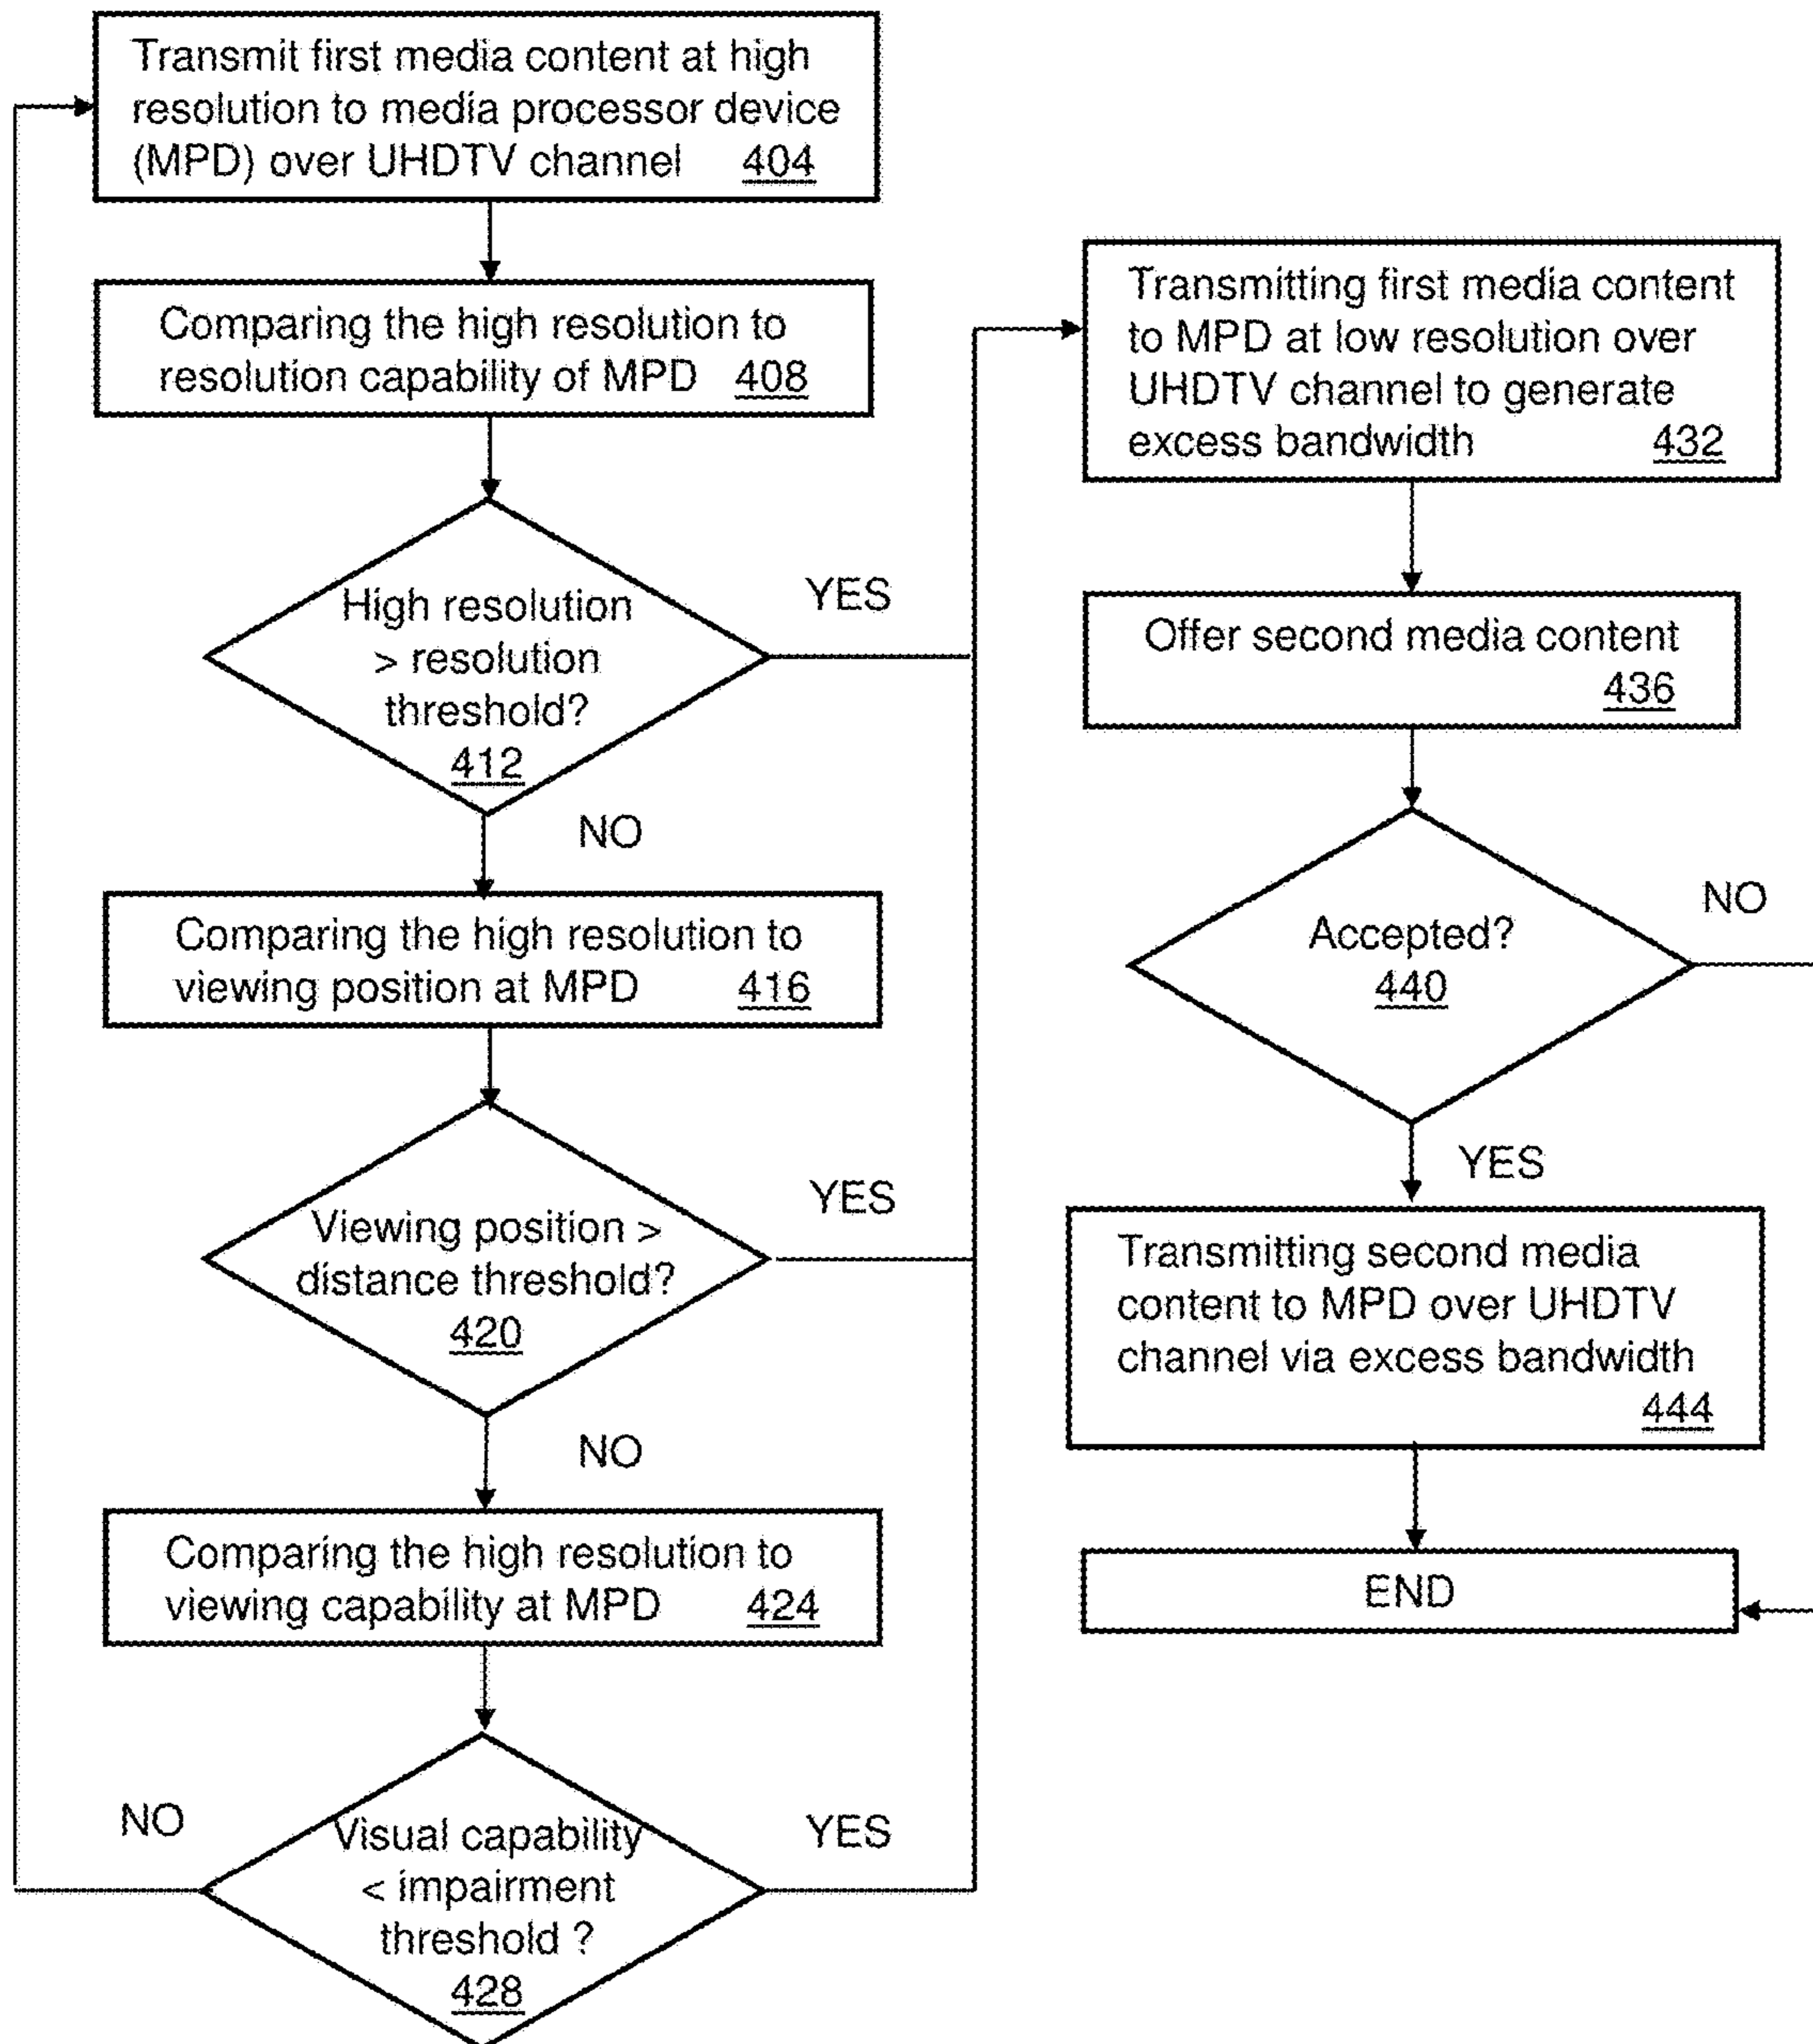 Transmit first media content at high
resolution to media processor device
(MPD) over UHDTV channel 404
Comparing the high resolution to
resolution capability of MPD 408
High resolution
> resolution
threshold?
412
YES
NO
Comparing the high resolution to
viewing position at MPD 416
Viewing position >
distance threshold?
420
YES
NO
Comparing the high resolution to
viewing capability at MPD 424
Visual capability
< impairment
threshold ?
428
NO
YES
Transmitting first media content
to MPD at low resolution over
UHDTV channel to generate
excess bandwidth 432
Offer second media content
436
Accepted?
440
NO
YES
Transmitting second media
content to MPD over UHDTV
channel via excess bandwidth
444
END